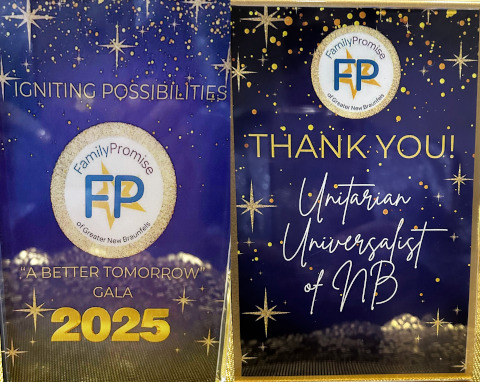 IGNITING POSSIBILITIES
FamilyPromise
FP
of Greater New Braunfels
"A BETTER TOMORROW"
GALA
2025
FamilyPromise
FP
of Greater New Braunfels
THANK YOU!
Unitarian
Universalist
of NB